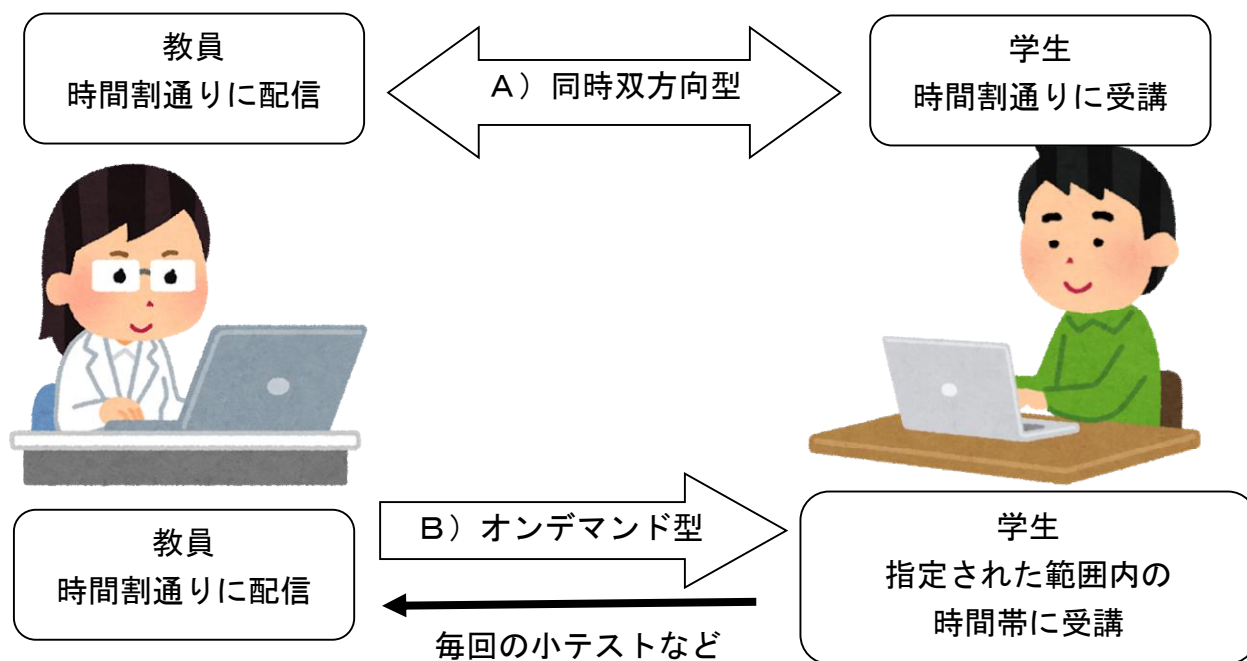 教員
時間割通りに配信
A）同時双方向型
学生
時間割通りに受講
教員
時間割通りに配信
B）オンデマンド型
毎回の小テストなど
学生
指定された範囲内の
時間帯に受講